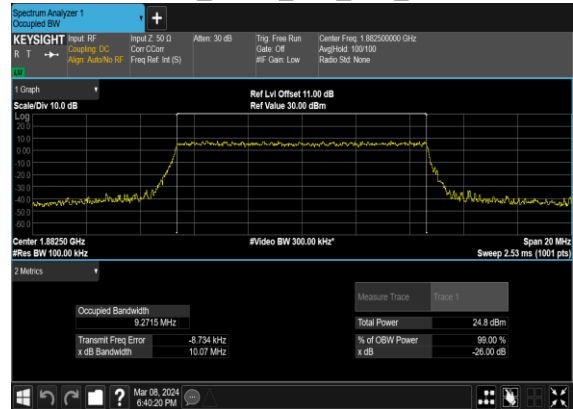 Spectrum Analyzer 1
Occupied BW
KEYSIGHT Input: RF Input Z: 50 Ω Atten: 30 dB Trig: Free Run Center Freq: 1.882500000 GHz
R T Coupling: DC Corr CCorr Gate: Off Avg|Hold: 100/100
Align: Auto/No RF Freq Ref: Int (S) #IF Gain: Low Radio Std: None
LW
1 Graph
Ref Lvl Offset 11.00 dB
Scale/Div 10.0 dB Ref Value 30.00 dBm
Log
20.0
10.0
0.00
-10.0
-20.0
-30.0
-40.0
-50.0
-60.0
Center 1.88250 GHz #Video BW 300.00 kHz* Span 20 MHz
#Res BW 100.00 kHz Sweep 2.53 ms (1001 pts)
2 Metrics
Measure Trace Trace 1
Occupied Bandwidth
9.2715 MHz
Total Power 24.8 dBm
Transmit Freq Error -8.734 kHz % of OBW Power 99.00 %
x dB Bandwidth 10.07 MHz x dB -26.00 dB
Mar 08, 2024
6:40:20 PM